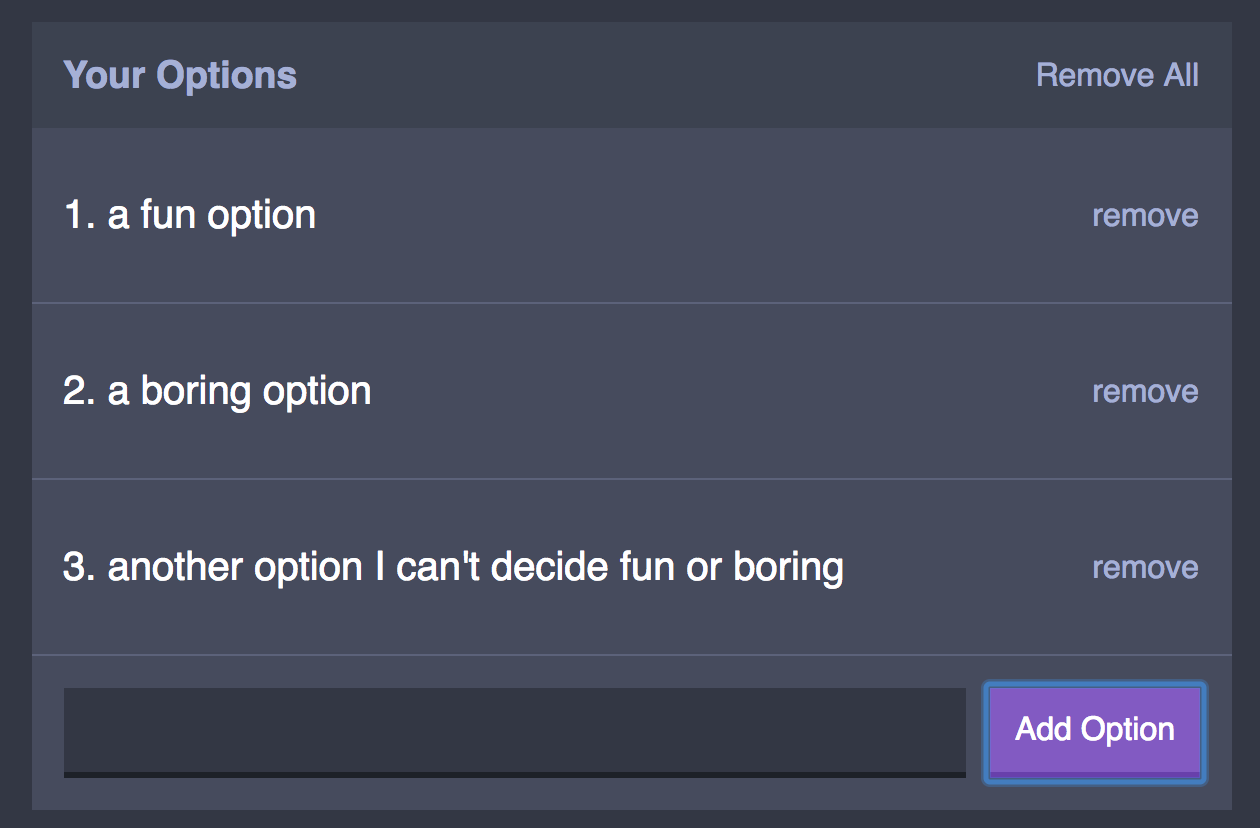 Your Options
Remove All
1. a fun option
remove
2. a boring option
remove
3. another option I can't decide fun or boring
remove
Add Option